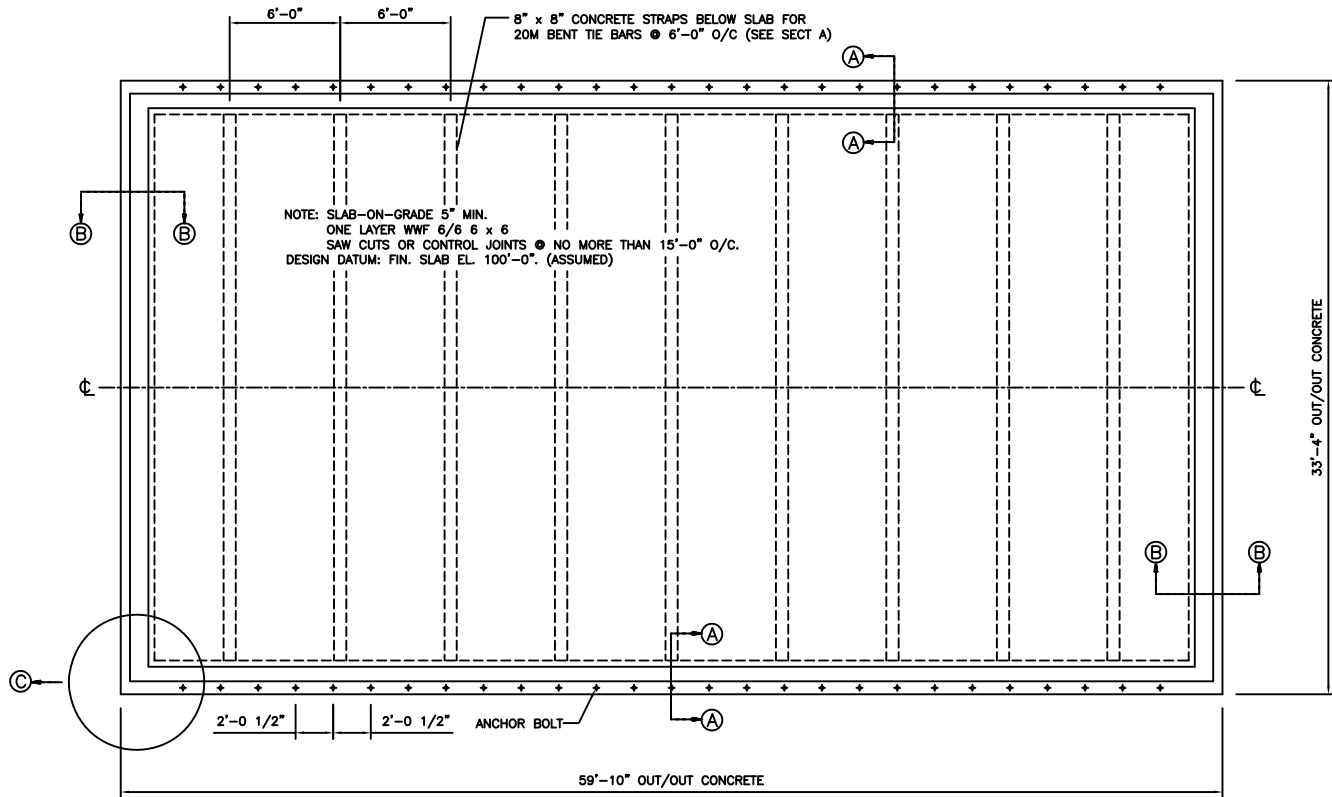 6'-0" 6'-0"
8" x 8" CONCRETE STRAPS BELOW SLAB FOR
20M BENT TIE BARS @ 6'-0" O/C (SEE SECT A)
A
A
B B
NOTE: SLAB-ON-GRADE 5" MIN.
ONE LAYER WWF 6/6 6 x 6
SAW CUTS OR CONTROL JOINTS @ NO MORE THAN 15'-0" O/C.
DESIGN DATUM: FIN. SLAB EL. 100'-0". (ASSUMED)
33'-4" OUT/OUT CONCRETE
℄ ℄
B B
A
C
A
2'-0 1/2" 2'-0 1/2" ANCHOR BOLT
59'-10" OUT/OUT CONCRETE